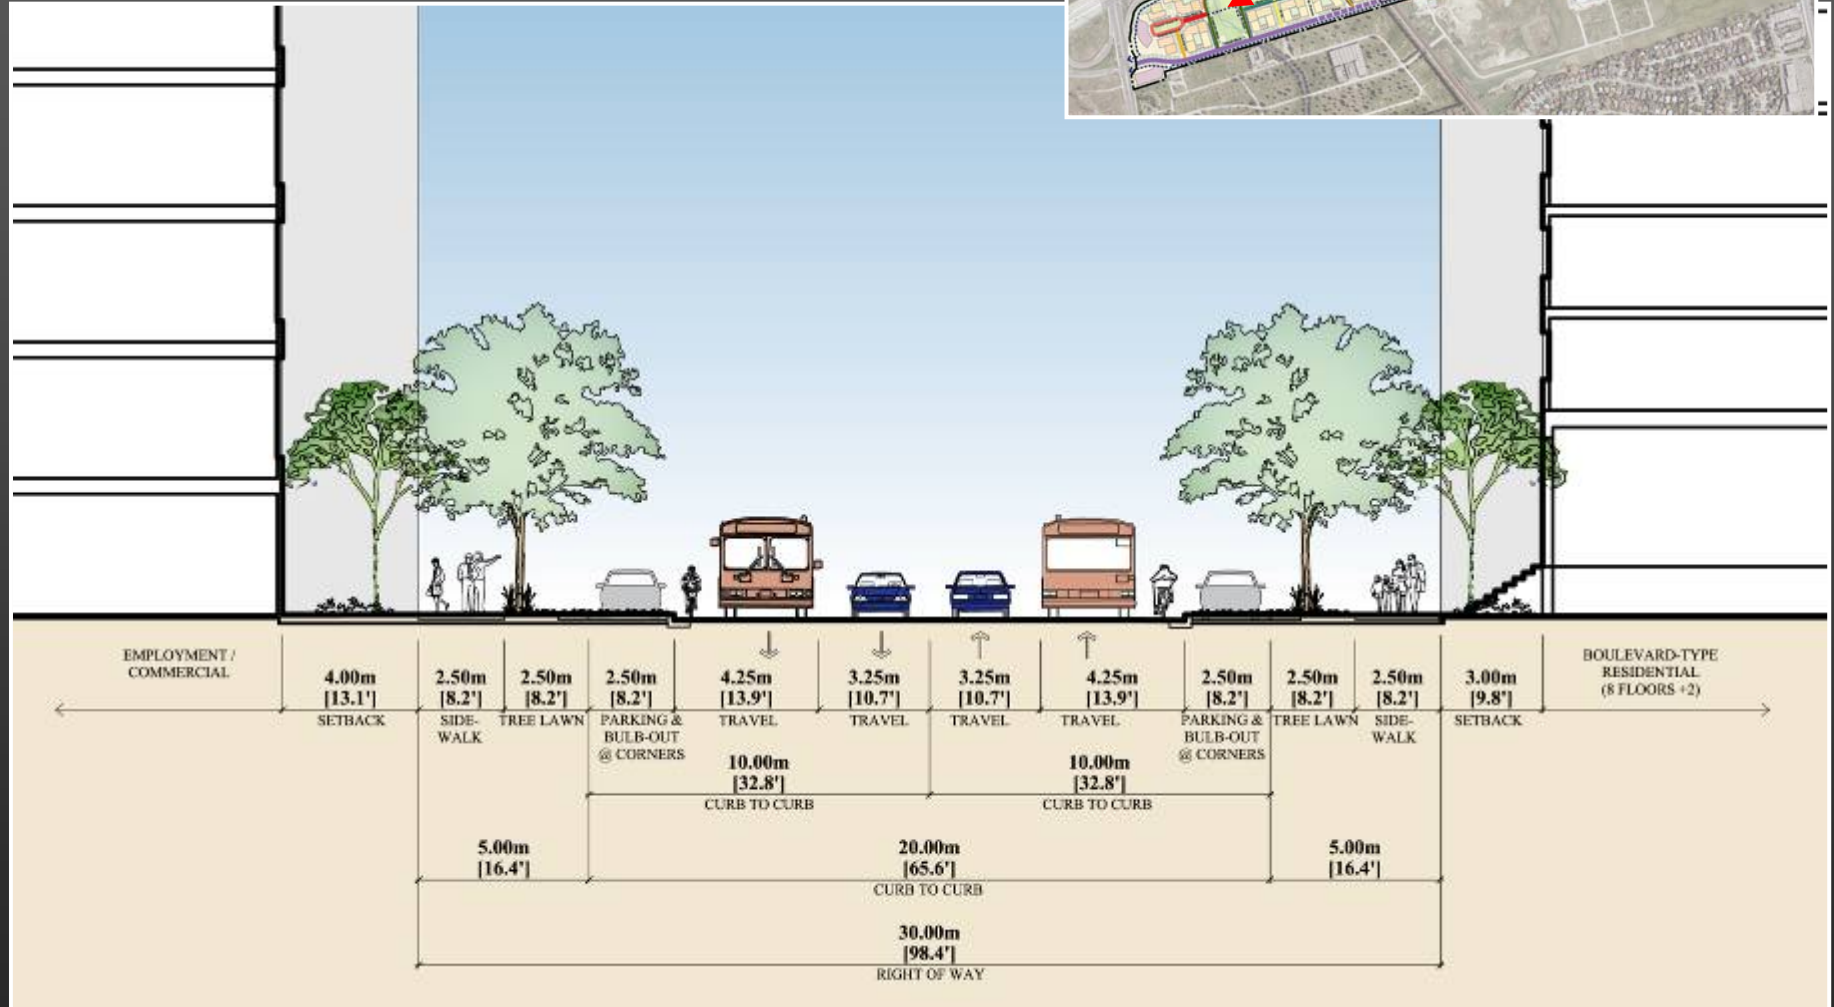 EMPLOYMENT /
COMMERCIAL
4.00m
[13.1']
SETBACK
2.50m
[8.2']
SIDE-
WALK
2.50m
[8.2']
TREE LAWN
2.50m
[8.2']
PARKING &
BULB-OUT
@ CORNERS
4.25m
[13.9']
TRAVEL
3.25m
[10.7']
TRAVEL
3.25m
[10.7']
TRAVEL
4.25m
[13.9']
TRAVEL
2.50m
[8.2']
PARKING &
BULB-OUT
@ CORNERS
2.50m
[8.2']
TREE LAWN
2.50m
[8.2']
SIDE-
WALK
3.00m
[9.8']
SETBACK
BOULEVARD-TYPE
RESIDENTIAL
(8 FLOORS +2)
10.00m
[32.8']
CURB TO CURB
10.00m
[32.8']
CURB TO CURB
5.00m
[16.4']
20.00m
[65.6']
CURB TO CURB
5.00m
[16.4']
30.00m
[98.4']
RIGHT OF WAY